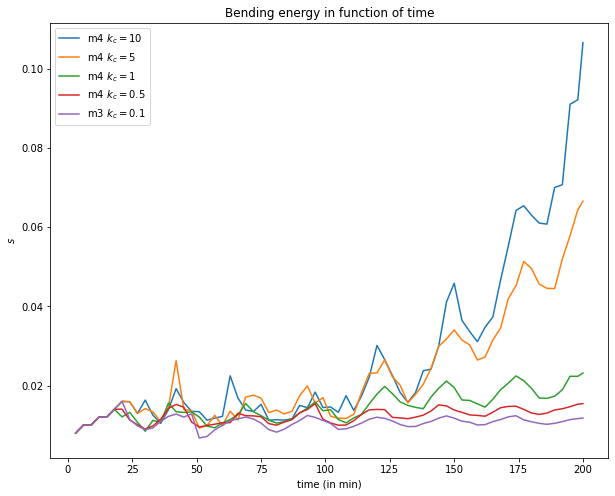 Bending energy in function of time
m4 k_c = 10
m4 k_c = 5
m4 k_c = 1
m4 k_c = 0.5
m3 k_c = 0.1
0.10
0.08
0.06
0.04
0.02
s
0 25 50 75 100 125 150 175 200
time (in min)